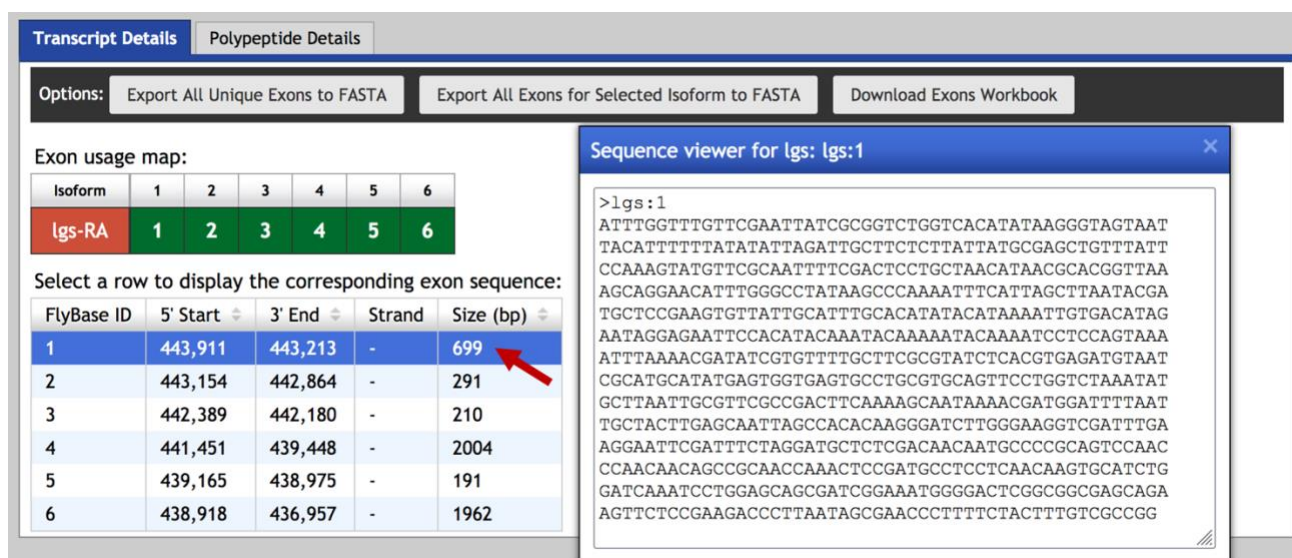 Transcript Details Polypeptide Details
Options: Export All Unique Exons to FASTA Export All Exons for Selected Isoform to FASTA Download Exons Workbook
Exon usage map:
Isoform 1 2 3 4 5 6
lgs-RA 1 2 3 4 5 6
Select a row to display the corresponding exon sequence:
FlyBase ID 5' Start 3' End Strand Size (bp)
1 443,911 443,213 - 699
2 443,154 442,864 - 291
3 442,389 442,180 - 210
4 441,451 439,448 - 2004
5 439,165 438,975 - 191
6 438,918 436,957 - 1962
Sequence viewer for lgs: lgs:1
>lgs:1
ATTTGGTTTGTTCGAATTATCGCGGTCTGGTCACATATAAGGGTAGTAAT
TACATTTTTTATATATTAGATTGCTTCTCTTATTATGCGAGCTGTTTATT
CCAAAGTATGTTCGCAATTTTCGACTCCTGCTAACATAACGCACGGTTAA
AGCAGGAACATTTGGGCCTATAAGCCCAAAATTTCATTAGCTTAATACGA
TGCTCCGAAGTGTTATTGCATTTGCACATATACATAAAATTGTGACATAG
AATAGGAGAATTCCACATACAAATACAAAAATACAAAATCCTCCAGTAAA
ATTTAAAACGATATCGTGTTTTGCTTCGCGTATCTCACGTGAGATGTAAT
CGCATGCATATGAGTGGTGAGTGCCTGCGTGCAGTTCCTGGTCTAAATAT
GCTTAATTGCGTTCGCCGACTTCAAAAGCAATAAAACGATGGATTTTAAT
TGCTACTTGAGCAATTAGCCACACAAGGGATCTTGGGAAGGTCGATTTGA
AGGAATTCGATTTCTAGGATGCTCTCGACAACAATGCCCCGCAGTCCAAC
CCAACAACAGCCGCAACCAAACTCCGATGCCTCCTCAACAAGTGCATCTG
GATCAAATCCTGGAGCAGCGATCGGAAATGGGGACTCGGCGGCGAGCAGA
AGTTCTCCGAAGACCCTTAATAGCGAACCCTTTTCTACTTTGTCGCCGG